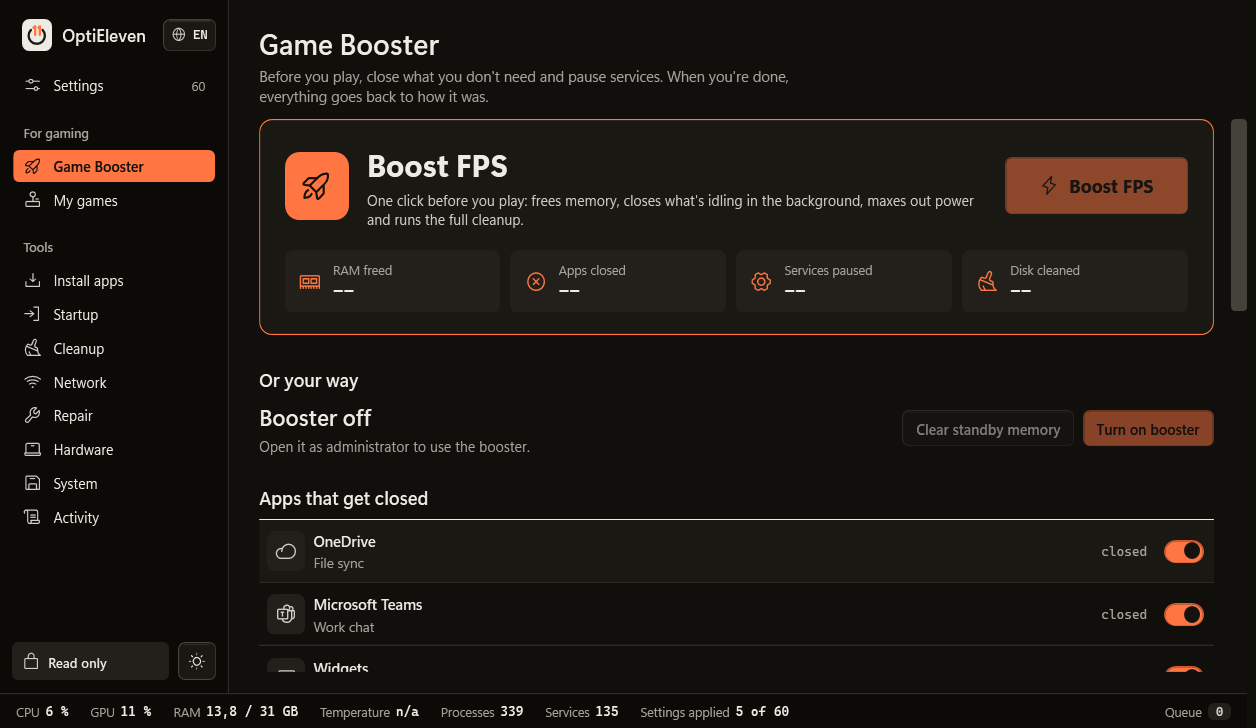 OptiEleven
EN
Settings 60
For gaming
Game Booster
My games
Tools
Install apps
Startup
Cleanup
Network
Repair
Hardware
System
Activity
Read only
Game Booster
Before you play, close what you don't need and pause services. When you're done,
everything goes back to how it was.
Boost FPS
One click before you play: frees memory, closes what's idling in the background, maxes out power
and runs the full cleanup.
Boost FPS
RAM freed
——
Apps closed
——
Services paused
——
Disk cleaned
——
Or your way
Booster off
Open it as administrator to use the booster.
Clear standby memory
Turn on booster
Apps that get closed
OneDrive
File sync
closed
Microsoft Teams
Work chat
closed
Widgets
CPU 6 % GPU 11 % RAM 13,8 / 31 GB Temperature n/a Processes 339 Services 135 Settings applied 5 of 60 Queue 0